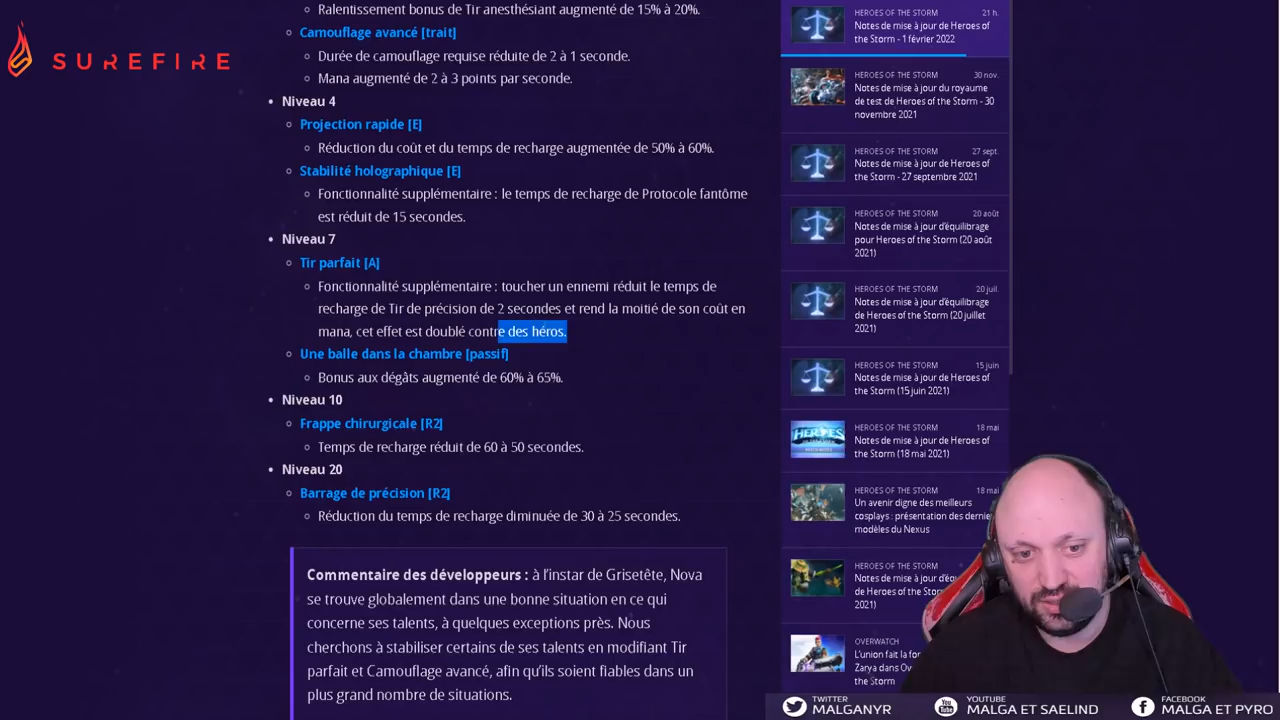 Ralentissement bonus de Tir anesthésiant augmenté de 15% à 20%.
Camouflage avancé [trait]
Durée de camouflage requise réduite de 2 à 1 seconde.
Mana augmenté de 2 à 3 points par seconde.
Niveau 4
Projection rapide [E]
Réduction du coût et du temps de recharge augmentée de 50% à 60%.
Stabilité holographique [E]
Fonctionnalité supplémentaire : le temps de recharge de Protocole fantôme
est réduit de 15 secondes.
Niveau 7
Tir parfait [A]
Fonctionnalité supplémentaire : toucher un ennemi réduit le temps de
recharge de Tir de précision de 2 secondes et rend la moitié de son coût en
mana, cet effet est doublé contre des héros.
Une balle dans la chambre [passif]
Bonus aux dégâts augmenté de 60% à 65%.
Niveau 10
Frappe chirurgicale [R2]
Temps de recharge réduit de 60 à 50 secondes.
Niveau 20
Barrage de précision [R2]
Réduction du temps de recharge diminuée de 30 à 25 secondes.
Commentaire des développeurs : à l'instar de Grisetête, Nova
se trouve globalement dans une bonne situation en ce qui
concerne ses talents, à quelques exceptions près. Nous
cherchons à stabiliser certains de ses talents en modifiant Tir
parfait et Camouflage avancé, afin qu'ils soient fiables dans un
plus grand nombre de situations.
SUREFIRE
HEROES OF THE STORM 21 h.
Notes de mise à jour de Heroes of
the Storm - 1 février 2022
HEROES OF THE STORM 30 nov.
Notes de mise à jour du royaume
de test de Heroes of the Storm - 30
novembre 2021
HEROES OF THE STORM 27 sept.
Notes de mise à jour de Heroes of
the Storm - 27 septembre 2021
HEROES OF THE STORM 20 août
Notes de mise à jour d'équilibrage
pour Heroes of the Storm (20 août
2021)
HEROES OF THE STORM 20 juil.
Notes de mise à jour d'équilibrage
de Heroes of the Storm (20 juillet
2021)
HEROES OF THE STORM 15 juin
Notes de mise à jour de Heroes of
the Storm (15 juin 2021)
HEROES OF THE STORM 18 mai
Notes de mise à jour de Heroes of
the Storm (18 mai 2021)
HEROES
HEROES OF THE STORM 18 mai
Un avenir digne des meilleurs
cosplays : présentation des dernie
modèles du Nexus
HEROES OF THE STORM
Notes de mise à jour d'éq
de Heroes of the Stor
2021)
OVERWATCH
L'union fait la for
Zarya dans Ov
the Storm
TWITTER
MALGANYR
YOUTUBE
MALGA ET SAELIND
FACEBOOK
MALGA ET PYRO